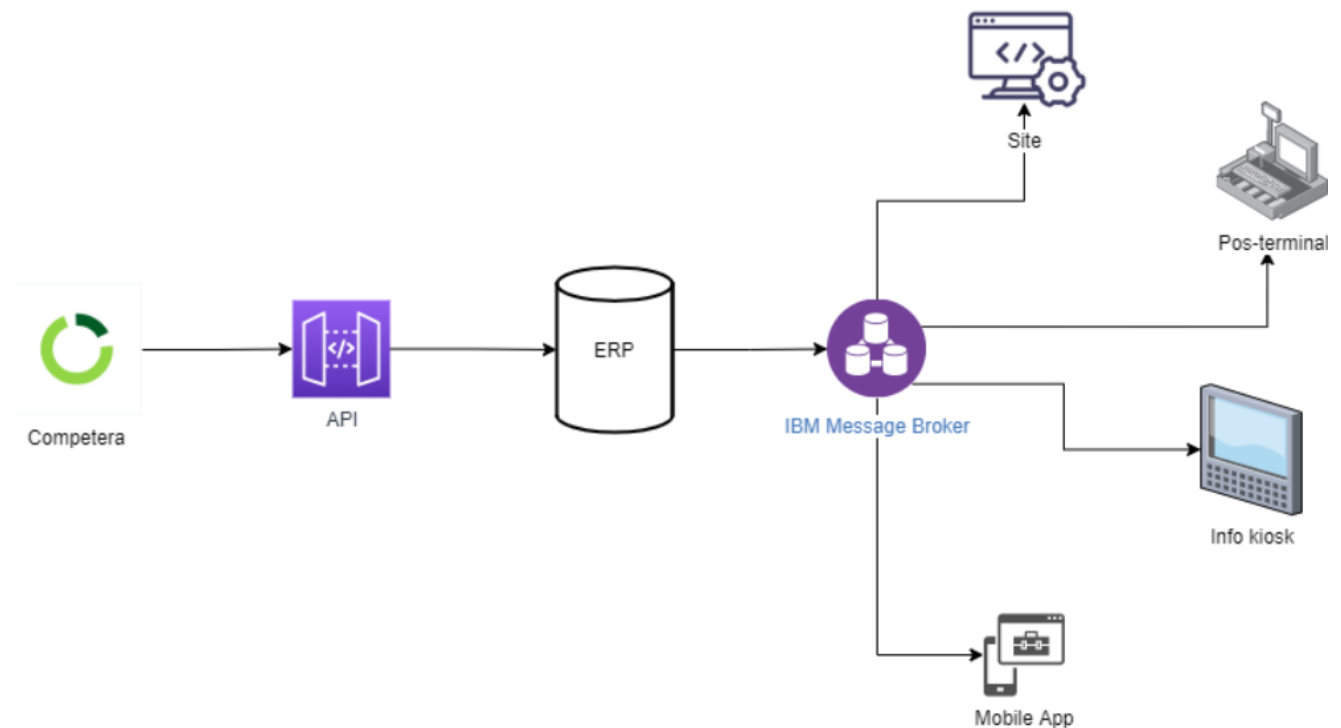 Site
Pos-terminal
ERP
API
Competera
IBM Message Broker
Info kiosk
Mobile App